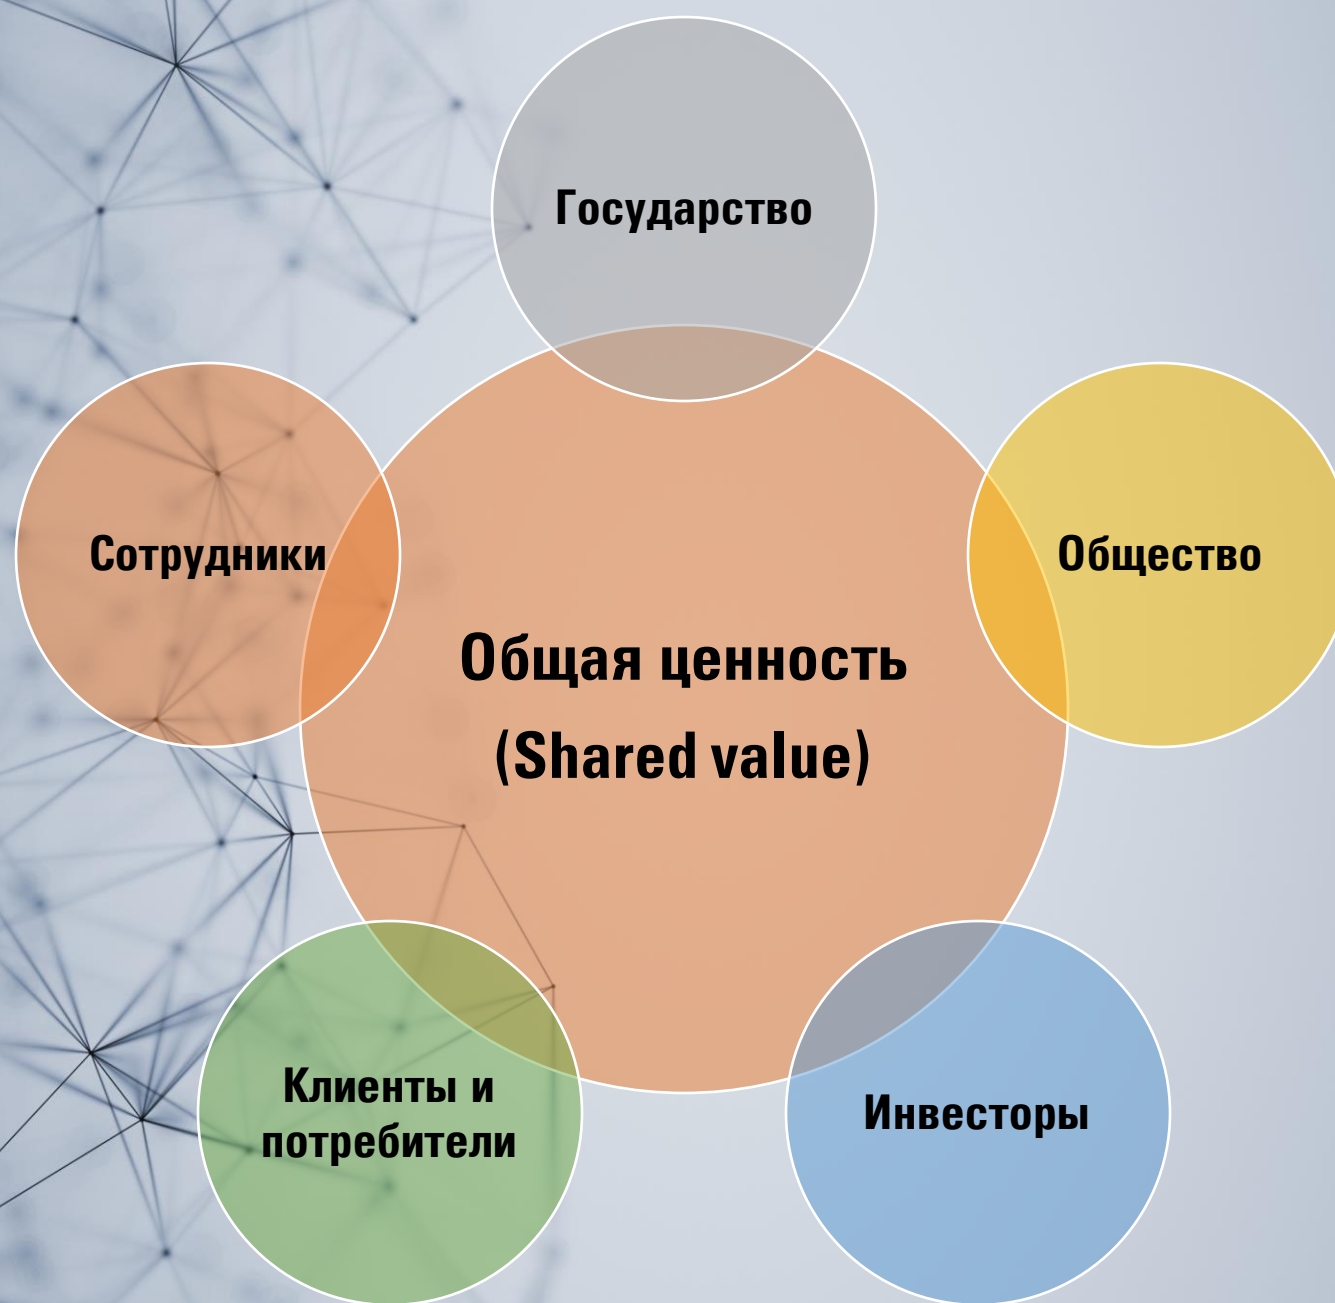 Государство
Сотрудники
Общество
Общая ценность
(Shared value)
Клиенты и
потребители
Инвесторы